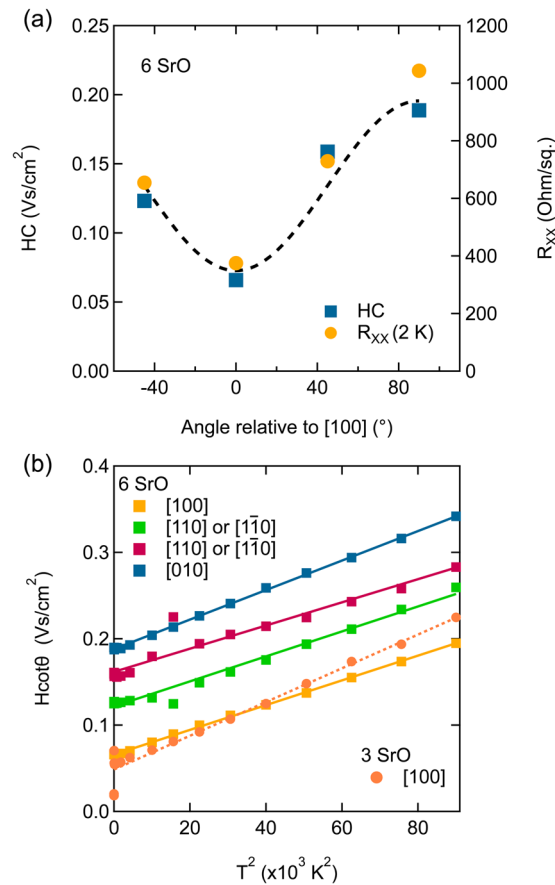 (a)
6 SrO
HC (Vs/cm²)
0.25
0.20
0.15
0.10
0.05
0.00
1200
1000
800
600
400
200
0
R_XX (Ohm/sq.)
HC
R_XX (2 K)
-40 0 40 80
Angle relative to [100] (°)
(b)
6 SrO
[100]
[110] or [11̄0]
[110] or [11̄0]
[010]
Hcotθ (Vs/cm²)
0.4
0.3
0.2
0.1
0.0
3 SrO
[100]
0 20 40 60 80
T² (x10³ K²)